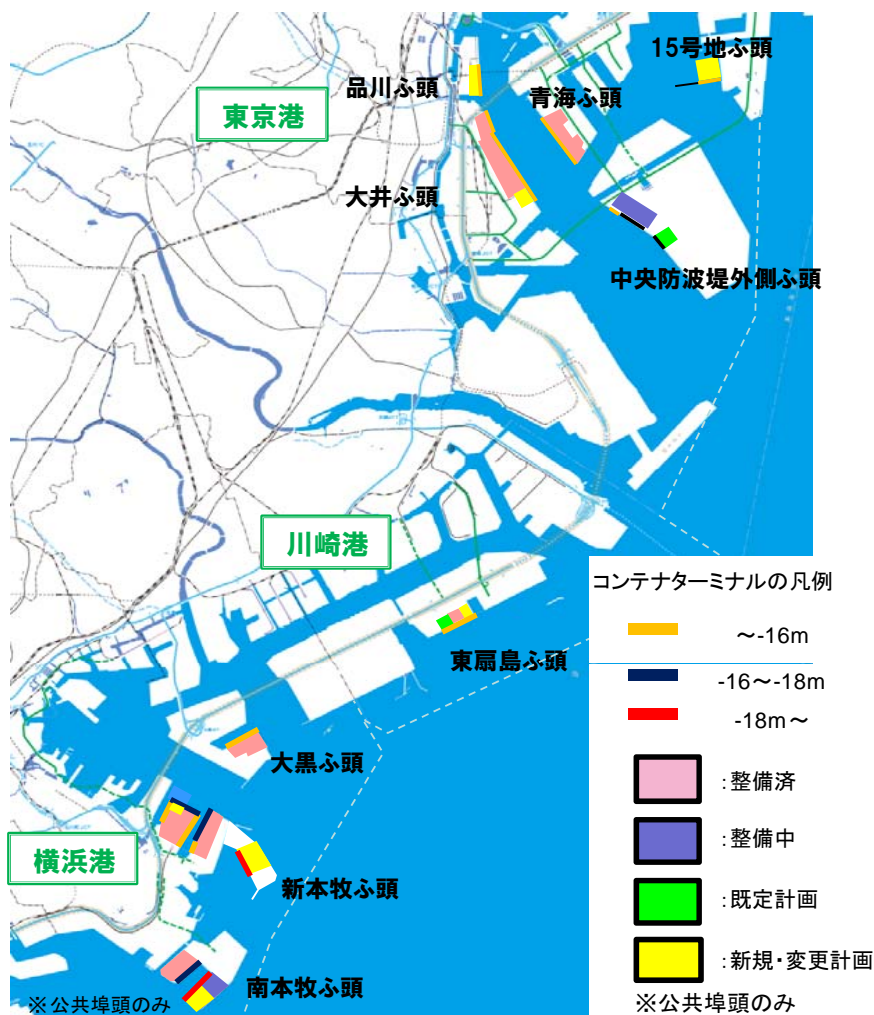 15号地ふ頭
品川ふ頭
青海ふ頭
東京港
大井ふ頭
中央防波堤外側ふ頭
川崎港
コンテナターミナルの凡例
～-16m
東扇島ふ頭
-16～-18m
-18m～
大黒ふ頭
:整備済
:整備中
横浜港
新本牧ふ頭
:既定計画
:新規・変更計画
南本牧ふ頭
※公共埠頭のみ
※公共埠頭のみ